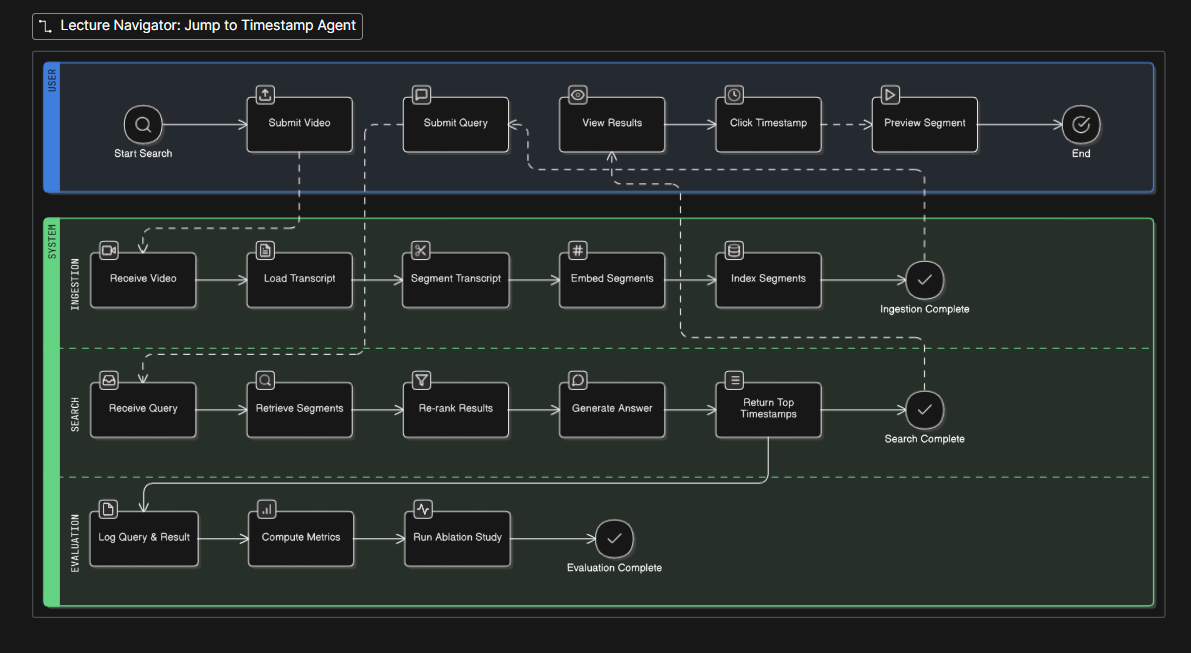 Lecture Navigator: Jump to Timestamp Agent
USER
Start Search
Submit Video
Submit Query
View Results
Click Timestamp
Preview Segment
End
SYSTEM
INGESTION
Receive Video
Load Transcript
Segment Transcript
Embed Segments
Index Segments
Ingestion Complete
SEARCH
Receive Query
Retrieve Segments
Re-rank Results
Generate Answer
Return Top
Timestamps
Search Complete
EVALUATION
Log Query & Result
Compute Metrics
Run Ablation Study
Evaluation Complete